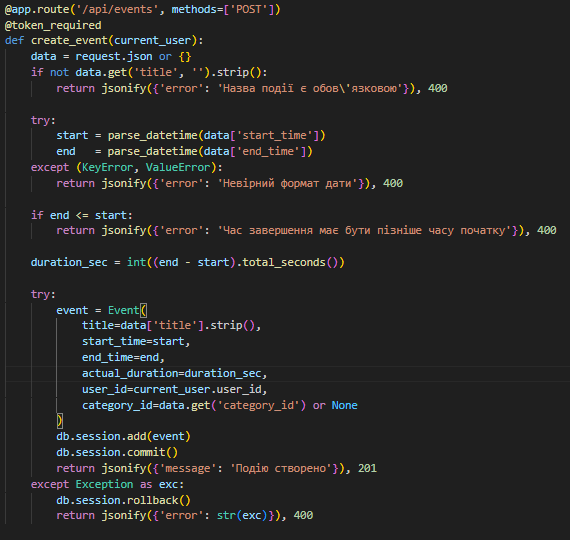 @app.route('/api/events', methods=['POST'])
@token_required
def create_event(current_user):
    data = request.json or {}
    if not data.get('title', '').strip():
        return jsonify({'error': 'Назва події є обов\'язковою'}), 400

    try:
        start = parse_datetime(data['start_time'])
        end   = parse_datetime(data['end_time'])
    except (KeyError, ValueError):
        return jsonify({'error': 'Невірний формат дати'}), 400

    if end <= start:
        return jsonify({'error': 'Час завершення має бути пізніше часу початку'}), 400

    duration_sec = int((end - start).total_seconds())

    try:
        event = Event(
            title=data['title'].strip(),
            start_time=start,
            end_time=end,
            actual_duration=duration_sec,
            user_id=current_user.user_id,
            category_id=data.get('category_id') or None
        )
        db.session.add(event)
        db.session.commit()
        return jsonify({'message': 'Подію створено'}), 201
    except Exception as exc:
        db.session.rollback()
        return jsonify({'error': str(exc)}), 400